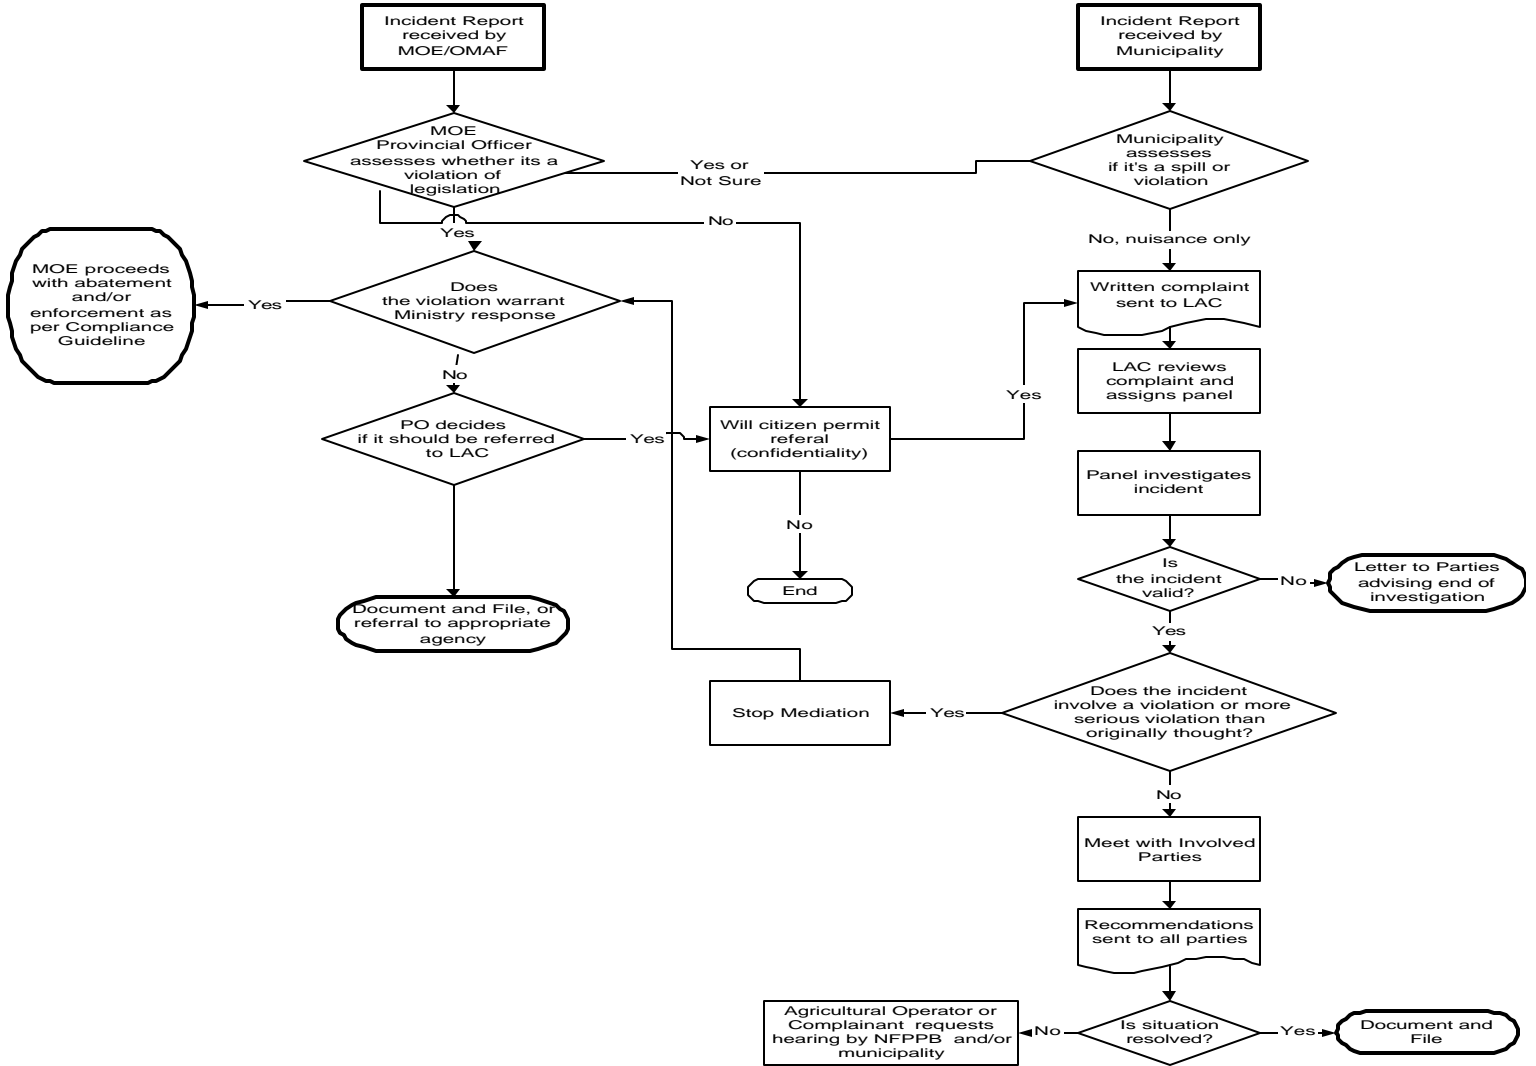 Incident Report
received by
MOE/OMAF
Incident Report
received by
Municipality
MOE
Provincial Officer
assesses whether its a
violation of
legislation
Yes or
Not Sure
Municipality
assesses
if it's a spill or
violation
No
Yes
No, nuisance only
MOE proceeds
with abatement
and/or
enforcement as
per Compliance
Guideline
Yes
Does
the violation warrant
Ministry response
Written complaint
sent to LAC
No
LAC reviews
complaint and
assigns panel
Yes
PO decides
if it should be referred
to LAC
Yes
Will citizen permit
referal
(confidentiality)
Panel investigates
incident
No
Is
the incident
valid?
No
Letter to Parties
advising end of
investigation
End
Document and File, or
referral to appropriate
agency
Yes
Stop Mediation
Yes
Does the incident
involve a violation or more
serious violation than
originally thought?
No
Meet with Involved
Parties
Recommendations
sent to all parties
Agricultural Operator or
Complainant requests
hearing by NFPPB and/or
municipality
No
Is situation
resolved?
Yes
Document and
File